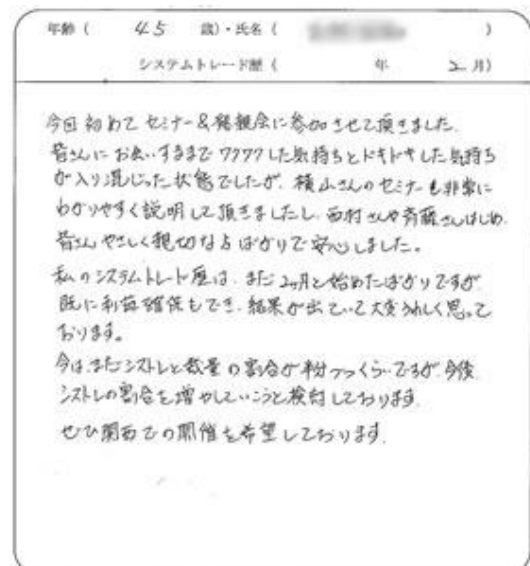 年齢( 45 歳)・氏名( )
システムトレード歴( 年 2月)
今回初めてセミナー&懇親会に参加させて頂きました.
皆さんにお会いするまでワクワクした気持ちとドキドキした気持ち
が入り混じった状態でしたが、横山さんのセミナーも非常に
わかりやすく説明して頂きましたし、西村さんや斉藤さんはじめ、
皆さんやさしく親切な方ばかりで安心しました。
私のシステムトレード歴は、まだ2ヶ月と始めたばかりですが
既に利益確保もでき、結果が出ていて大変うれしく思って
おります。
今は、まだシストレと裁量の割合が半分づつくらいですが、今後、
シストレの割合を増やしていこうと検討しております.
ぜひ関西での開催を希望しております.